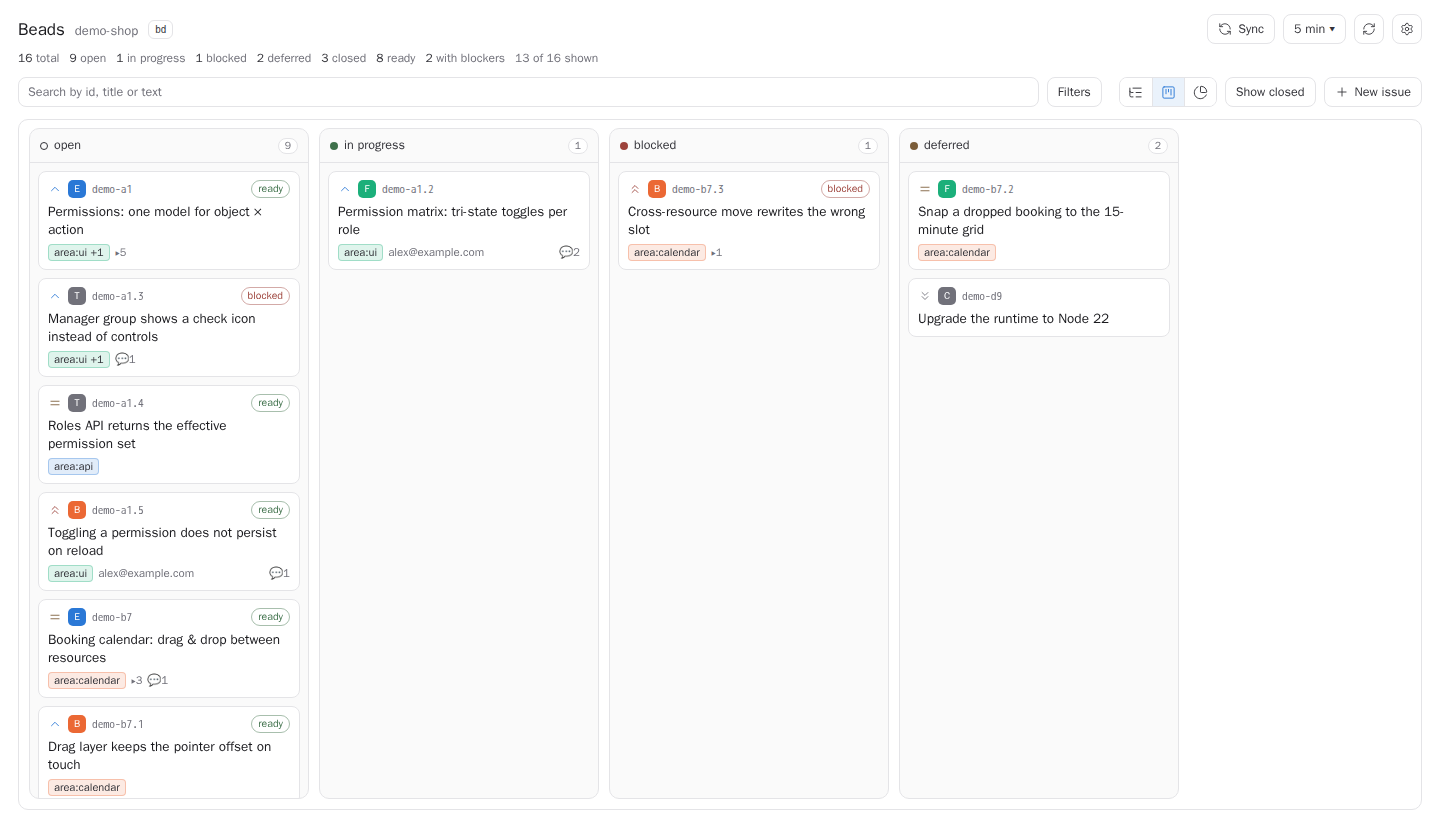 Beads demo-shop bd
Sync 5 min
16 total 9 open 1 in progress 1 blocked 2 deferred 3 closed 8 ready 2 with blockers 13 of 16 shown
Search by id, title or text
Filters
Show closed
New issue
open 9
E demo-a1 ready
Permissions: one model for object ×
action
area:ui +1 ▸5
T demo-a1.3 blocked
Manager group shows a check icon
instead of controls
area:ui +1 💬1
T demo-a1.4 ready
Roles API returns the effective
permission set
area:api
B demo-a1.5 ready
Toggling a permission does not persist
on reload
area:ui alex@example.com 💬1
E demo-b7 ready
Booking calendar: drag & drop between
resources
area:calendar ▸3 💬1
B demo-b7.1 ready
Drag layer keeps the pointer offset on
touch
area:calendar
in progress 1
F demo-a1.2
Permission matrix: tri-state toggles per
role
area:ui alex@example.com 💬2
blocked 1
B demo-b7.3 blocked
Cross-resource move rewrites the wrong
slot
area:calendar ▸1
deferred 2
F demo-b7.2
Snap a dropped booking to the 15-
minute grid
area:calendar
C demo-d9
Upgrade the runtime to Node 22